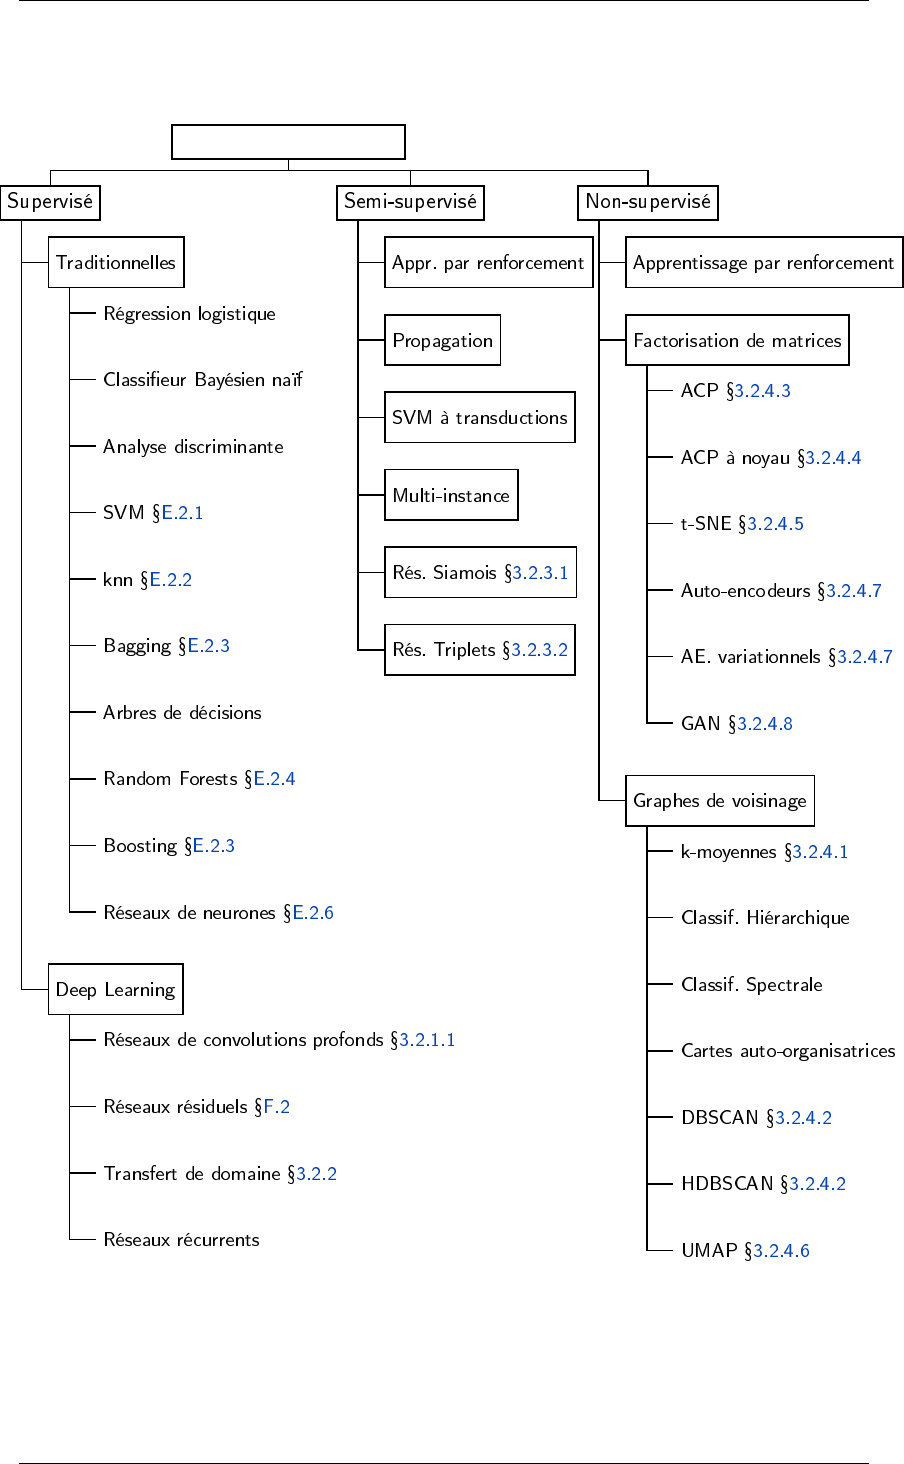 Supervisé
Traditionnelles
Régression logistique
Classifieur Bayésien naïf
Analyse discriminante
SVM §E.2.1
knn §E.2.2
Bagging §E.2.3
Arbres de décisions
Random Forests §E.2.4
Boosting §E.2.3
Réseaux de neurones §E.2.6
Deep Learning
Réseaux de convolutions profonds §3.2.1.1
Réseaux résiduels §F.2
Transfert de domaine §3.2.2
Réseaux récurrents
Semi-supervisé
Appr. par renforcement
Propagation
SVM à transductions
Multi-instance
Rés. Siamois §3.2.3.1
Rés. Triplets §3.2.3.2
Non-supervisé
Apprentissage par renforcement
Factorisation de matrices
ACP §3.2.4.3
ACP à noyau §3.2.4.4
t-SNE §3.2.4.5
Auto-encodeurs §3.2.4.7
AE. variationnels §3.2.4.7
GAN §3.2.4.8
Graphes de voisinage
k-moyennes §3.2.4.1
Classif. Hiérarchique
Classif. Spectrale
Cartes auto-organisatrices
DBSCAN §3.2.4.2
HDBSCAN §3.2.4.2
UMAP §3.2.4.6